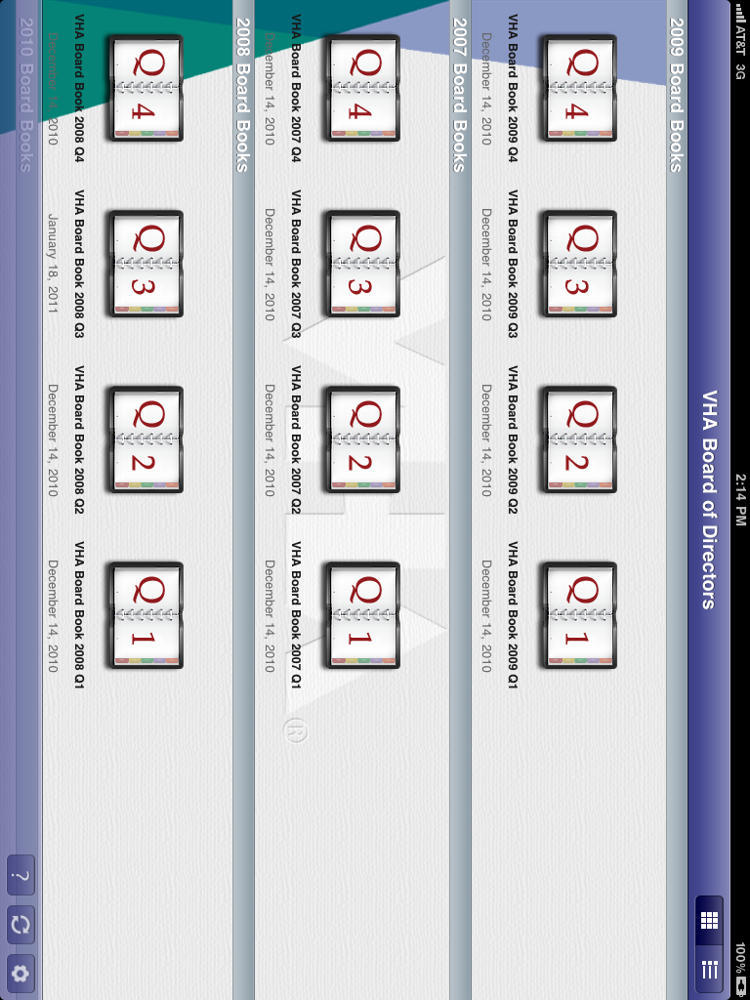 AT&T 3G 2:14 PM 100%
VHA Board of Directors
2009 Board Books
Q 4 Q 3 Q 2 Q 1
VHA Board Book 2009 Q4 VHA Board Book 2009 Q3 VHA Board Book 2009 Q2 VHA Board Book 2009 Q1
December 14, 2010 December 14, 2010 December 14, 2010 December 14, 2010
2007 Board Books
Q 4 Q 3 Q 2 Q 1
VHA Board Book 2007 Q4 VHA Board Book 2007 Q3 VHA Board Book 2007 Q2 VHA Board Book 2007 Q1
December 14, 2010 December 14, 2010 December 14, 2010 December 14, 2010
2008 Board Books
Q 4 Q 3 Q 2 Q 1
VHA Board Book 2008 Q4 VHA Board Book 2008 Q3 VHA Board Book 2008 Q2 VHA Board Book 2008 Q1
December 14, 2010 January 18, 2011 December 14, 2010 December 14, 2010
2010 Board Books
?
VHA®